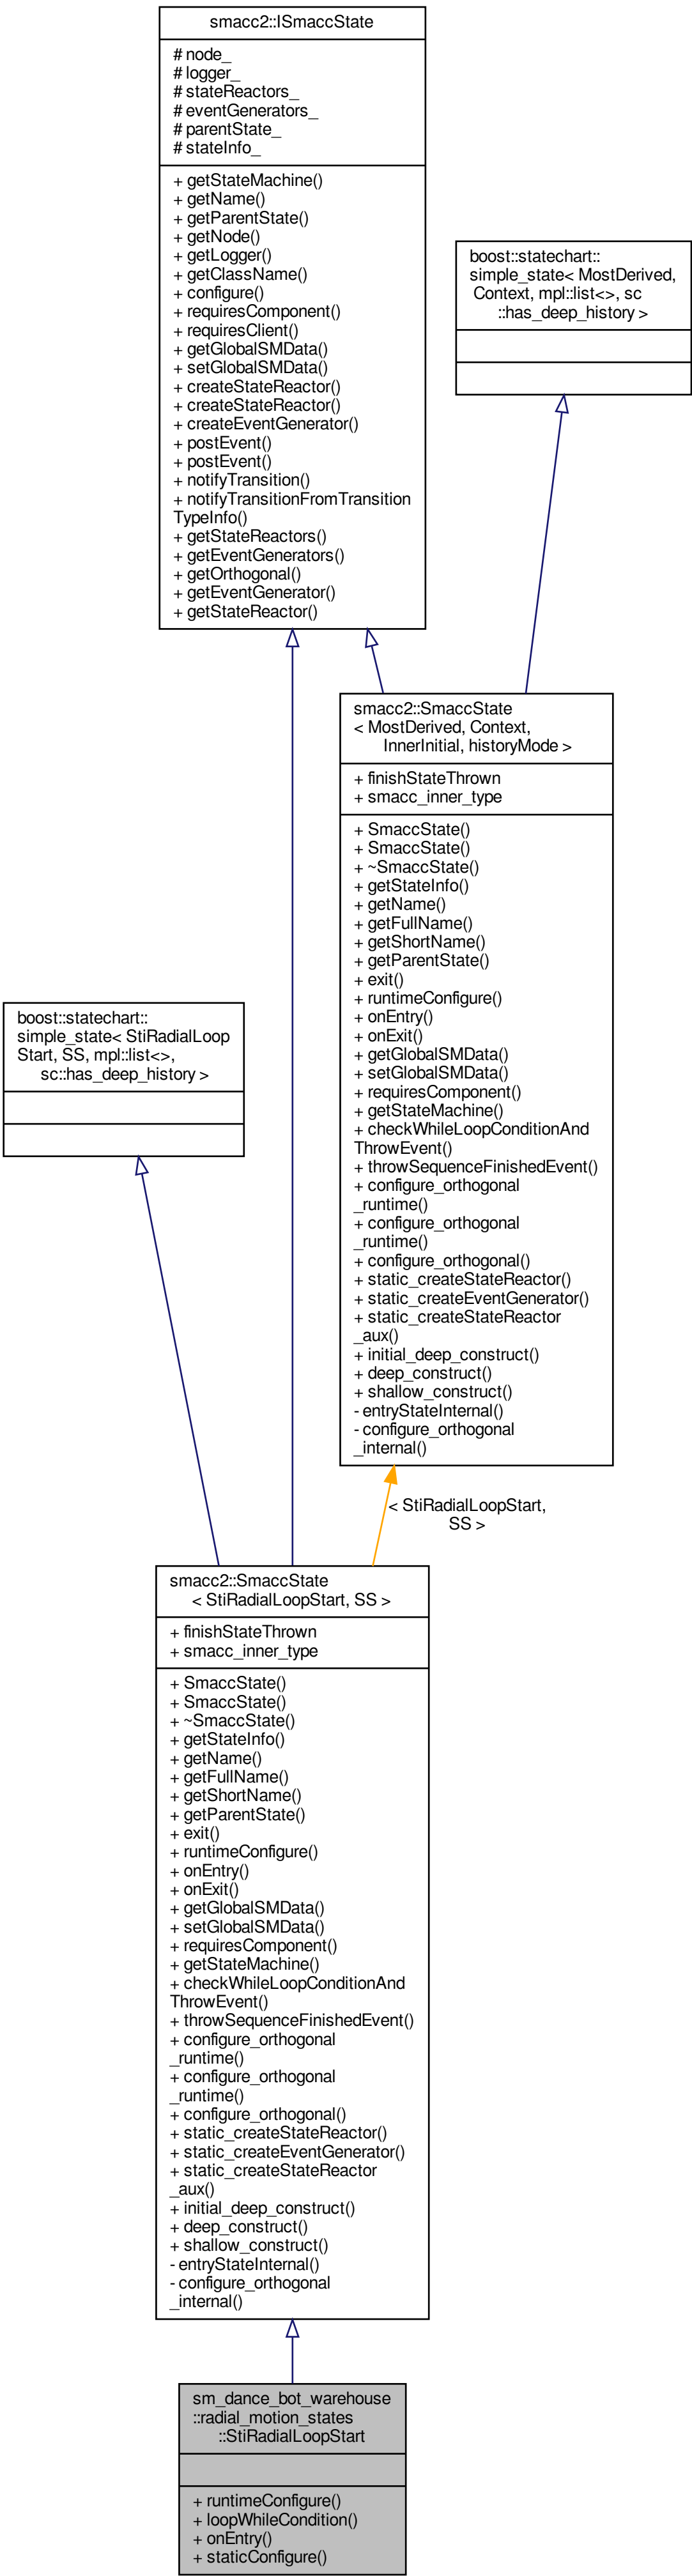 smacc2::ISmaccState
# node_
# logger_
# stateReactors_
# eventGenerators_
# parentState_
# stateInfo_
+ getStateMachine()
+ getName()
+ getParentState()
+ getNode()
+ getLogger()
+ getClassName()
+ configure()
+ requiresComponent()
+ requiresClient()
+ getGlobalSMData()
+ setGlobalSMData()
+ createStateReactor()
+ createStateReactor()
+ createEventGenerator()
+ postEvent()
+ postEvent()
+ notifyTransition()
+ notifyTransitionFromTransition
TypeInfo()
+ getStateReactors()
+ getEventGenerators()
+ getOrthogonal()
+ getEventGenerator()
+ getStateReactor()
boost::statechart::
simple_state< MostDerived,
Context, mpl::list<>, sc
::has_deep_history >
smacc2::SmaccState
< MostDerived, Context,
InnerInitial, historyMode >
+ finishStateThrown
+ smacc_inner_type
+ SmaccState()
+ SmaccState()
+ ~SmaccState()
+ getStateInfo()
+ getName()
+ getFullName()
+ getShortName()
+ getParentState()
+ exit()
+ runtimeConfigure()
+ onEntry()
+ onExit()
+ getGlobalSMData()
+ setGlobalSMData()
+ requiresComponent()
+ getStateMachine()
+ checkWhileLoopConditionAnd
ThrowEvent()
+ throwSequenceFinishedEvent()
+ configure_orthogonal
_runtime()
+ configure_orthogonal
_runtime()
+ configure_orthogonal()
+ static_createStateReactor()
+ static_createEventGenerator()
+ static_createStateReactor
_aux()
+ initial_deep_construct()
+ deep_construct()
+ shallow_construct()
- entryStateInternal()
- configure_orthogonal
_internal()
boost::statechart::
simple_state< StiRadialLoop
Start, SS, mpl::list<>,
sc::has_deep_history >
< StiRadialLoopStart,
SS >
smacc2::SmaccState
< StiRadialLoopStart, SS >
+ finishStateThrown
+ smacc_inner_type
+ SmaccState()
+ SmaccState()
+ ~SmaccState()
+ getStateInfo()
+ getName()
+ getFullName()
+ getShortName()
+ getParentState()
+ exit()
+ runtimeConfigure()
+ onEntry()
+ onExit()
+ getGlobalSMData()
+ setGlobalSMData()
+ requiresComponent()
+ getStateMachine()
+ checkWhileLoopConditionAnd
ThrowEvent()
+ throwSequenceFinishedEvent()
+ configure_orthogonal
_runtime()
+ configure_orthogonal
_runtime()
+ configure_orthogonal()
+ static_createStateReactor()
+ static_createEventGenerator()
+ static_createStateReactor
_aux()
+ initial_deep_construct()
+ deep_construct()
+ shallow_construct()
- entryStateInternal()
- configure_orthogonal
_internal()
sm_dance_bot_warehouse
::radial_motion_states
::StiRadialLoopStart
+ runtimeConfigure()
+ loopWhileCondition()
+ onEntry()
+ staticConfigure()